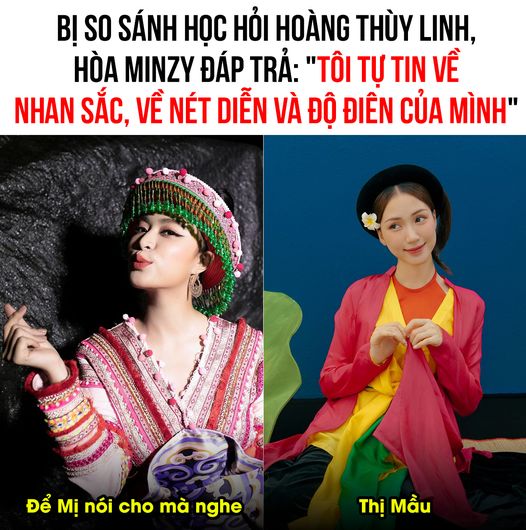 BỊ SO SÁNH HỌC HỎI HOÀNG THÙY LINH,
HÒA MINZY ĐÁP TRẢ: "TÔI TỰ TIN VỀ
NHAN SẮC, VỀ NÉT DIỄN VÀ ĐỘ ĐIÊN CỦA MÌNH"
Để Mị nói cho mà nghe
Thị Mầu